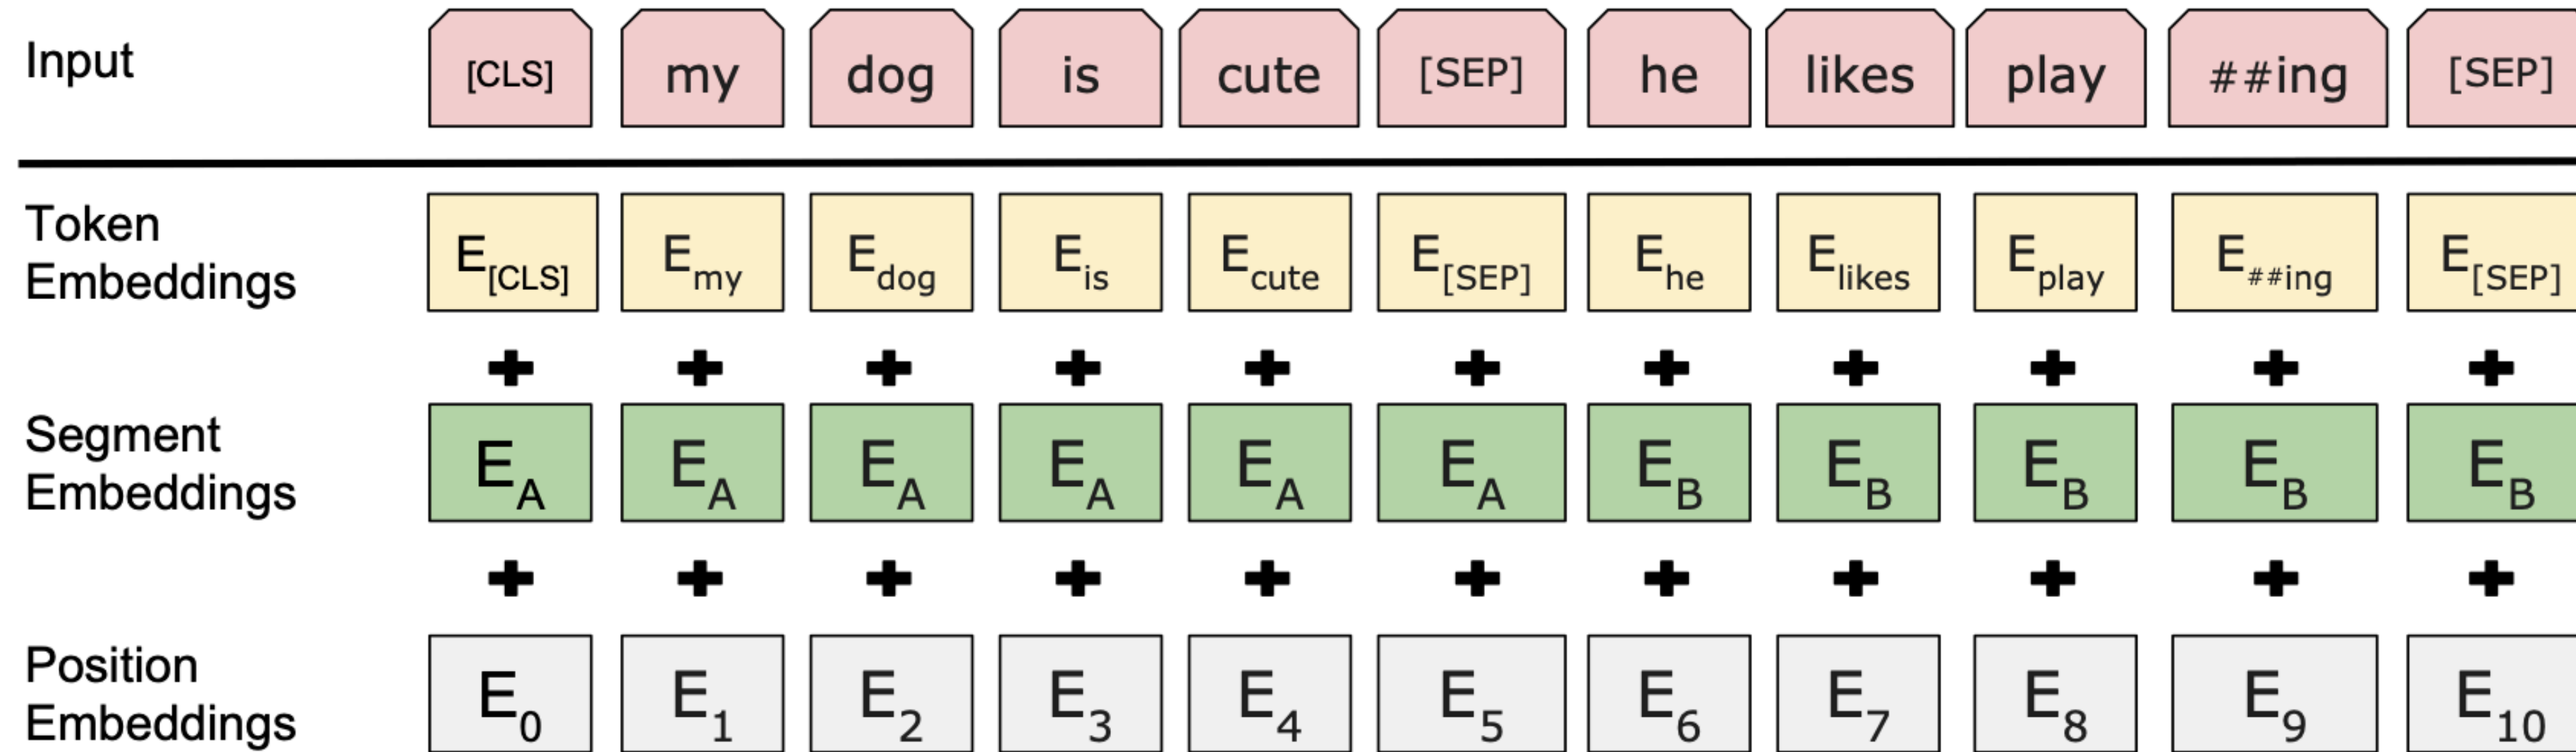 Input [CLS] my dog is cute [SEP] he likes play ##ing [SEP]
Token
Embeddings
E[CLS] Emy Edog Eis Ecute E[SEP] Ehe Elikes Eplay E##ing E[SEP]
+ + + + + + + + + + +
Segment
Embeddings
EA EA EA EA EA EA EB EB EB EB EB
+ + + + + + + + + + +
Position
Embeddings
E0 E1 E2 E3 E4 E5 E6 E7 E8 E9 E10